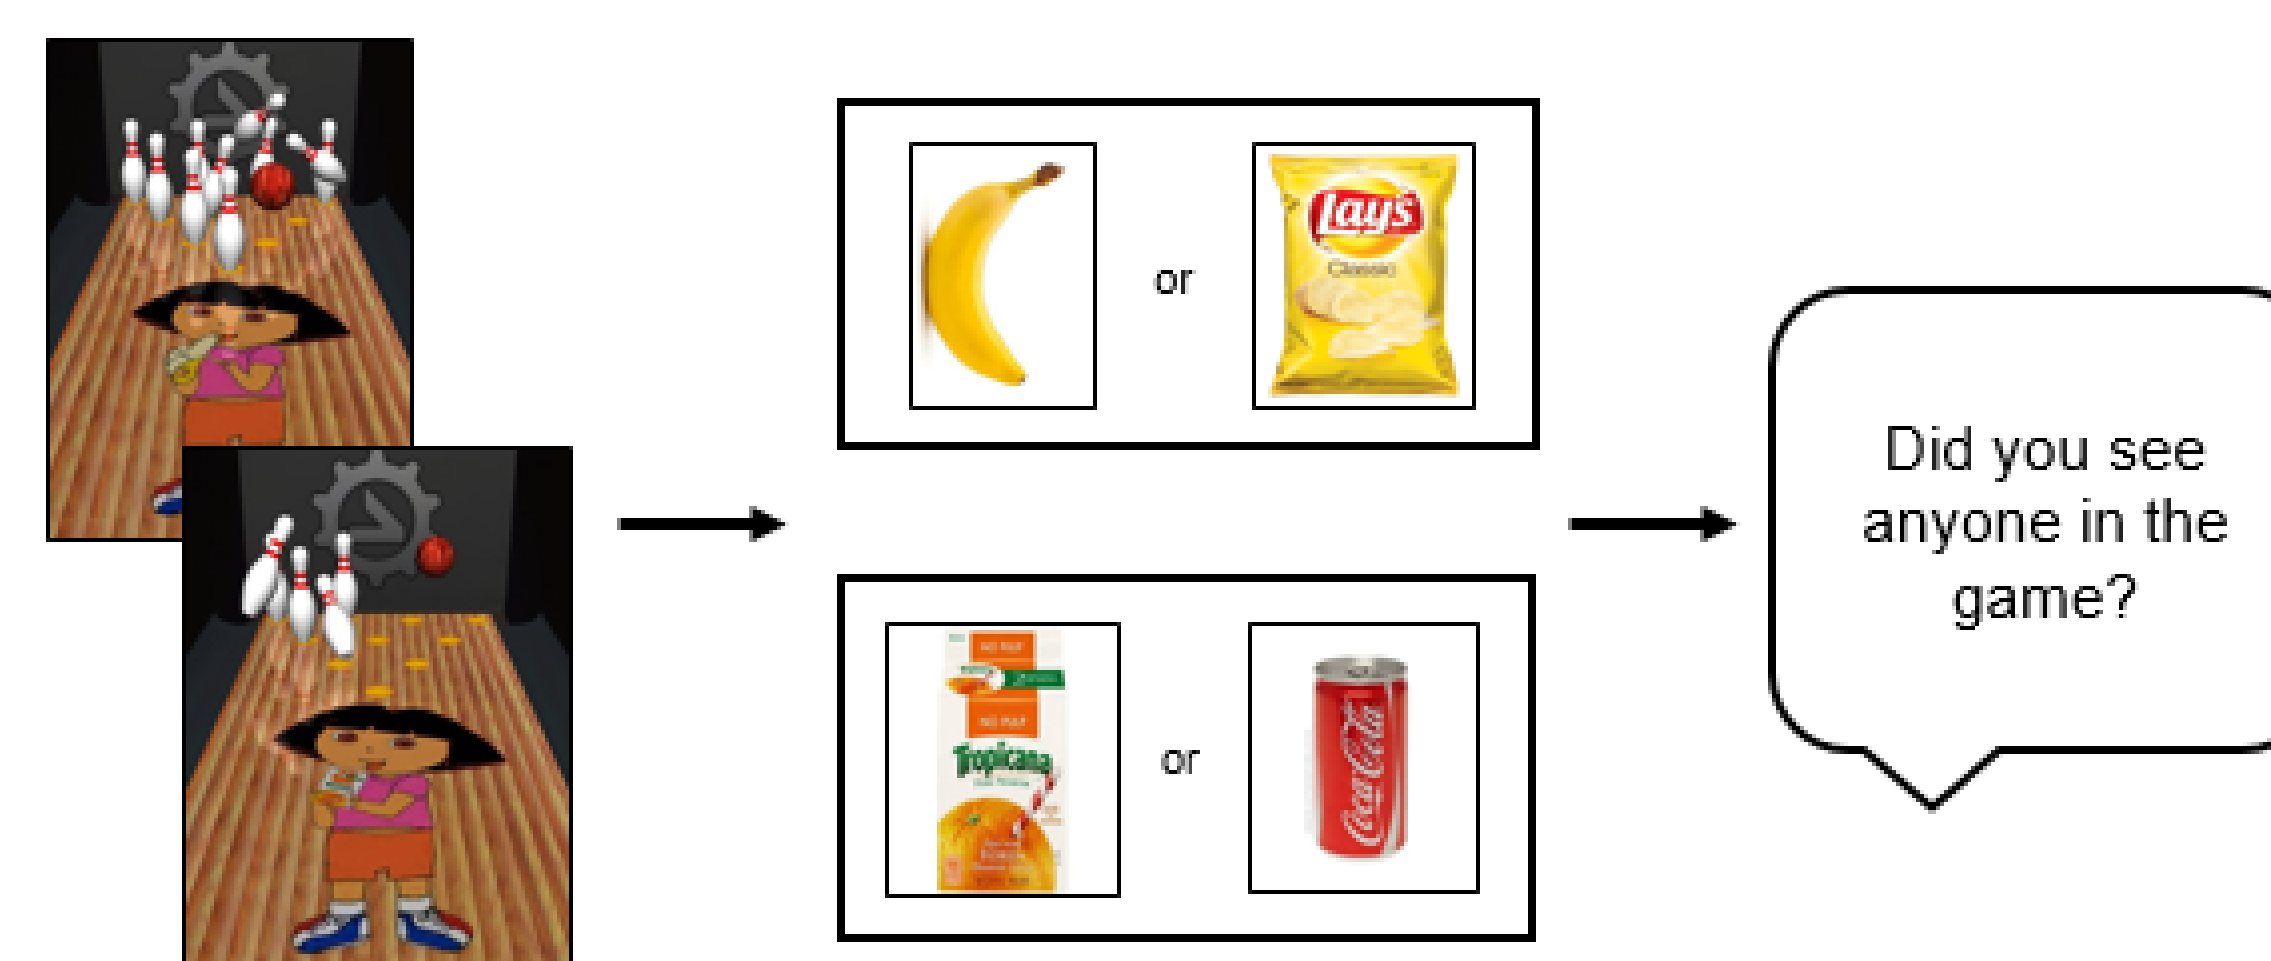 or
Lay's
Classic
NO PULP
NO PULP
Tropicana
or
Coca-Cola
Did you see
anyone in the
game?